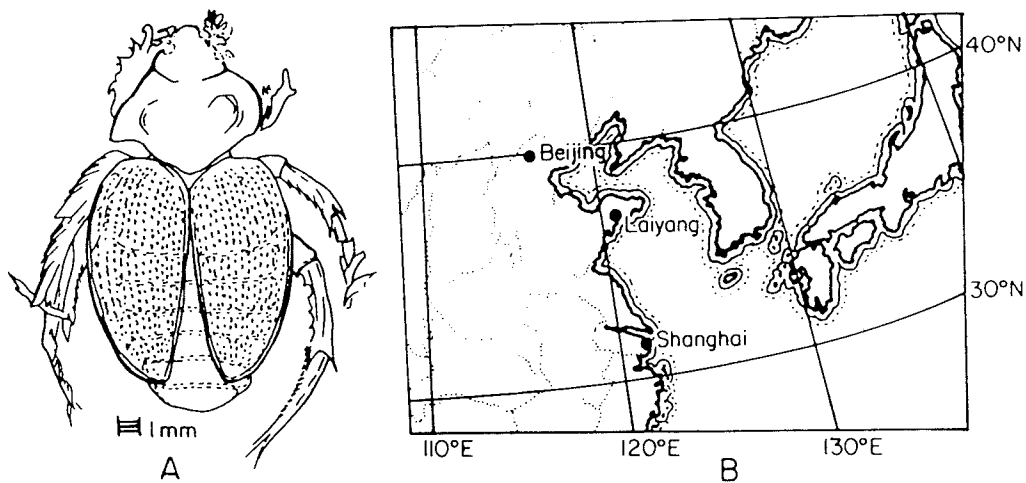 1mm
A
40°N
Beijing
Laiyang
30°N
Shanghai
110°E
120°E
130°E
B